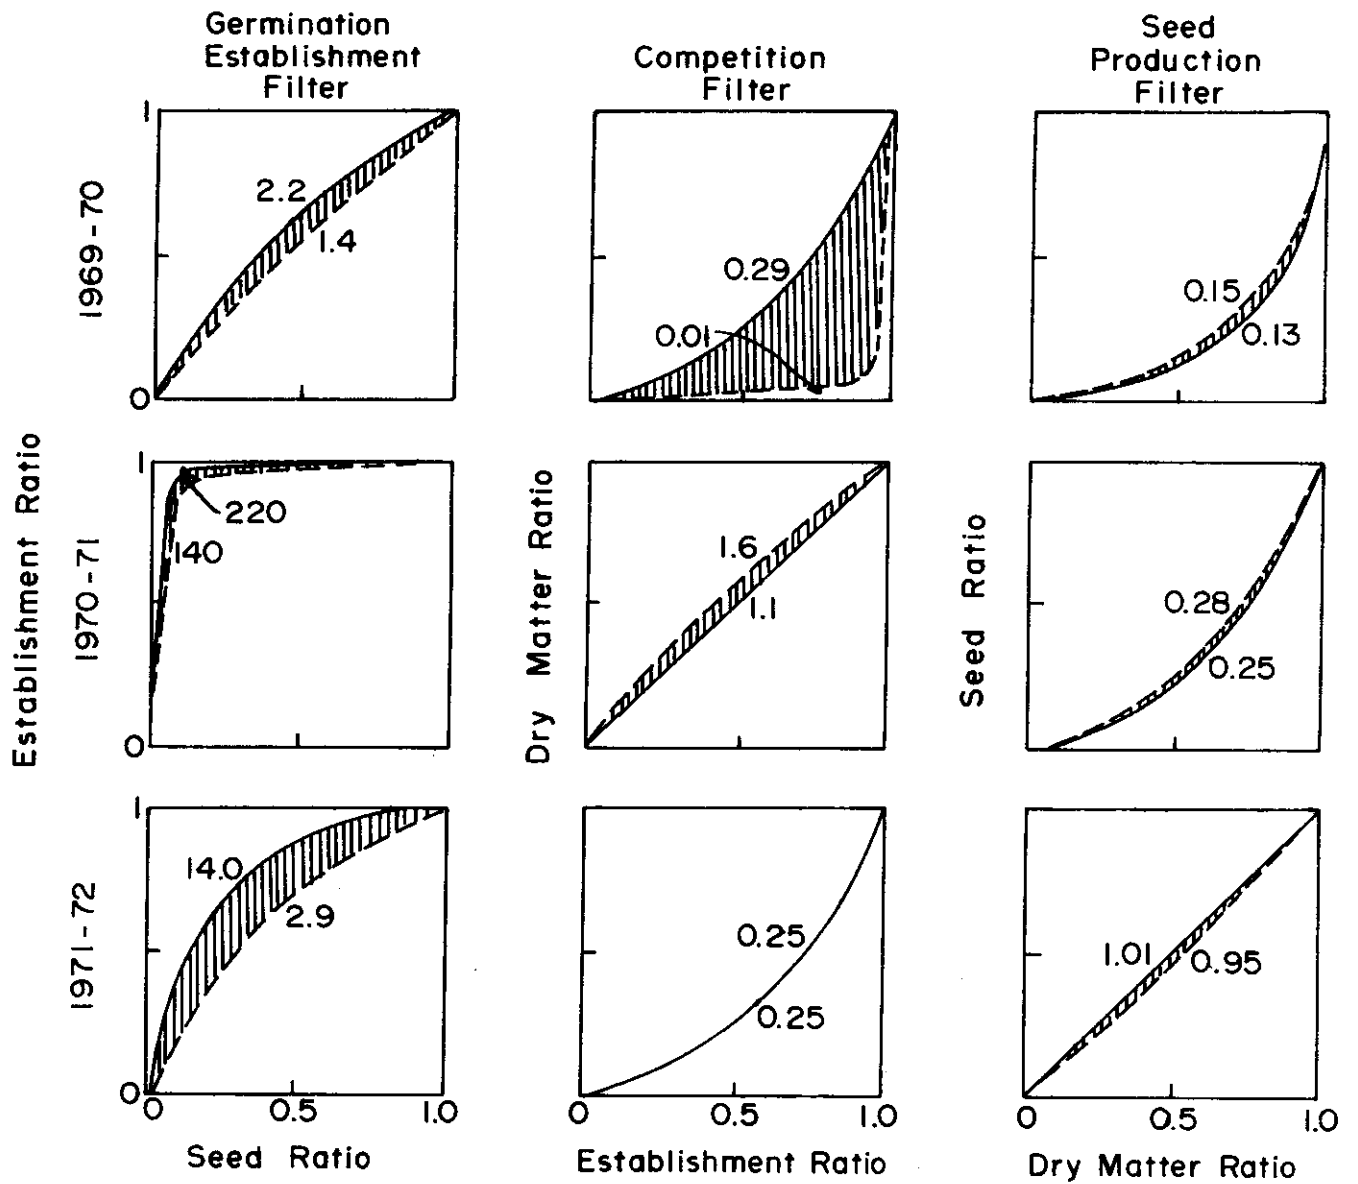 Germination
Establishment
Filter
Competition
Filter
Seed
Production
Filter
1969-70
1
0
2.2
1.4
0.29
0.01
0.15
0.13
Establishment Ratio
1970-71
1
0
220
140
Dry Matter Ratio
1.6
1.1
Seed Ratio
0.28
0.25
1971-72
1
0
14.0
2.9
0.25
0.25
1.01
0.95
0 0.5 1.0
0 0.5 1.0
0 0.5 1.0
Seed Ratio
Establishment Ratio
Dry Matter Ratio